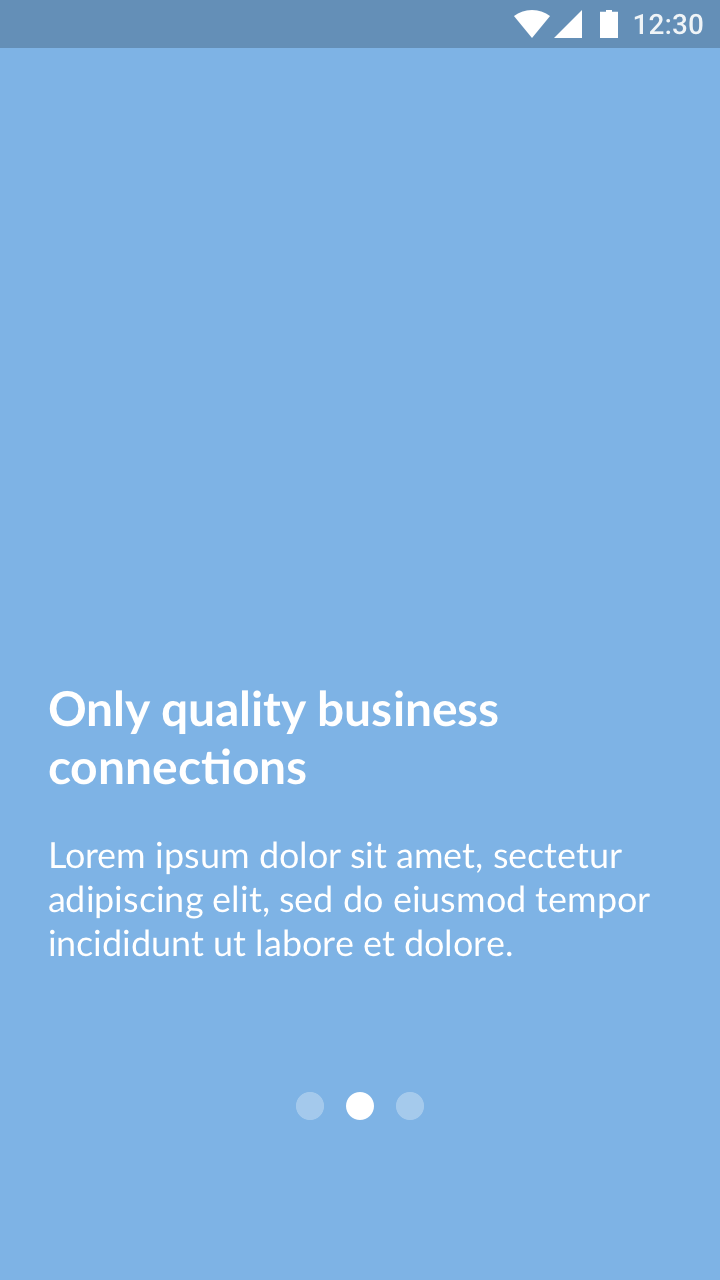 12:30
Only quality business
connections
Lorem ipsum dolor sit amet, sectetur
adipiscing elit, sed do eiusmod tempor
incididunt ut labore et dolore.